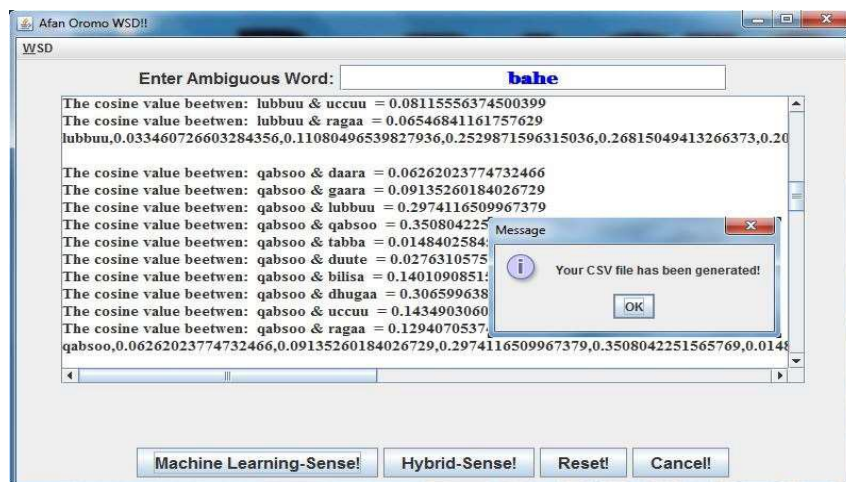 Afan Oromo WSD!!
WSD
Enter Ambiguous Word: bahe
The cosine value beetwen: lubbuu & uccuu = 0.08115556374500399
The cosine value beetwen: lubbuu & ragaa = 0.06546841161757629
lubbuu,0.033460726603284356,0.11080496539827936,0.2529871596315036,0.26815049413266373,0.20
The cosine value beetwen: qabsoo & daara = 0.06262023774732466
The cosine value beetwen: qabsoo & gaara = 0.09135260184026729
The cosine value beetwen: qabsoo & lubbuu = 0.2974116509967379
The cosine value beetwen: qabsoo & qabsoo = 0.350804225
The cosine value beetwen: qabsoo & tabba = 0.0148402584
The cosine value beetwen: qabsoo & duute = 0.0276310575
The cosine value beetwen: qabsoo & bilisa = 0.140109085
The cosine value beetwen: qabsoo & dhugaa = 0.306599638
The cosine value beetwen: qabsoo & uccuu = 0.1434903060
The cosine value beetwen: qabsoo & ragaa = 0.1294070537
qabsoo,0.06262023774732466,0.09135260184026729,0.2974116509967379,0.3508042251565769,0.0148
Message
Your CSV file has been generated!
OK
Machine Learning-Sense! Hybrid-Sense! Reset! Cancel!